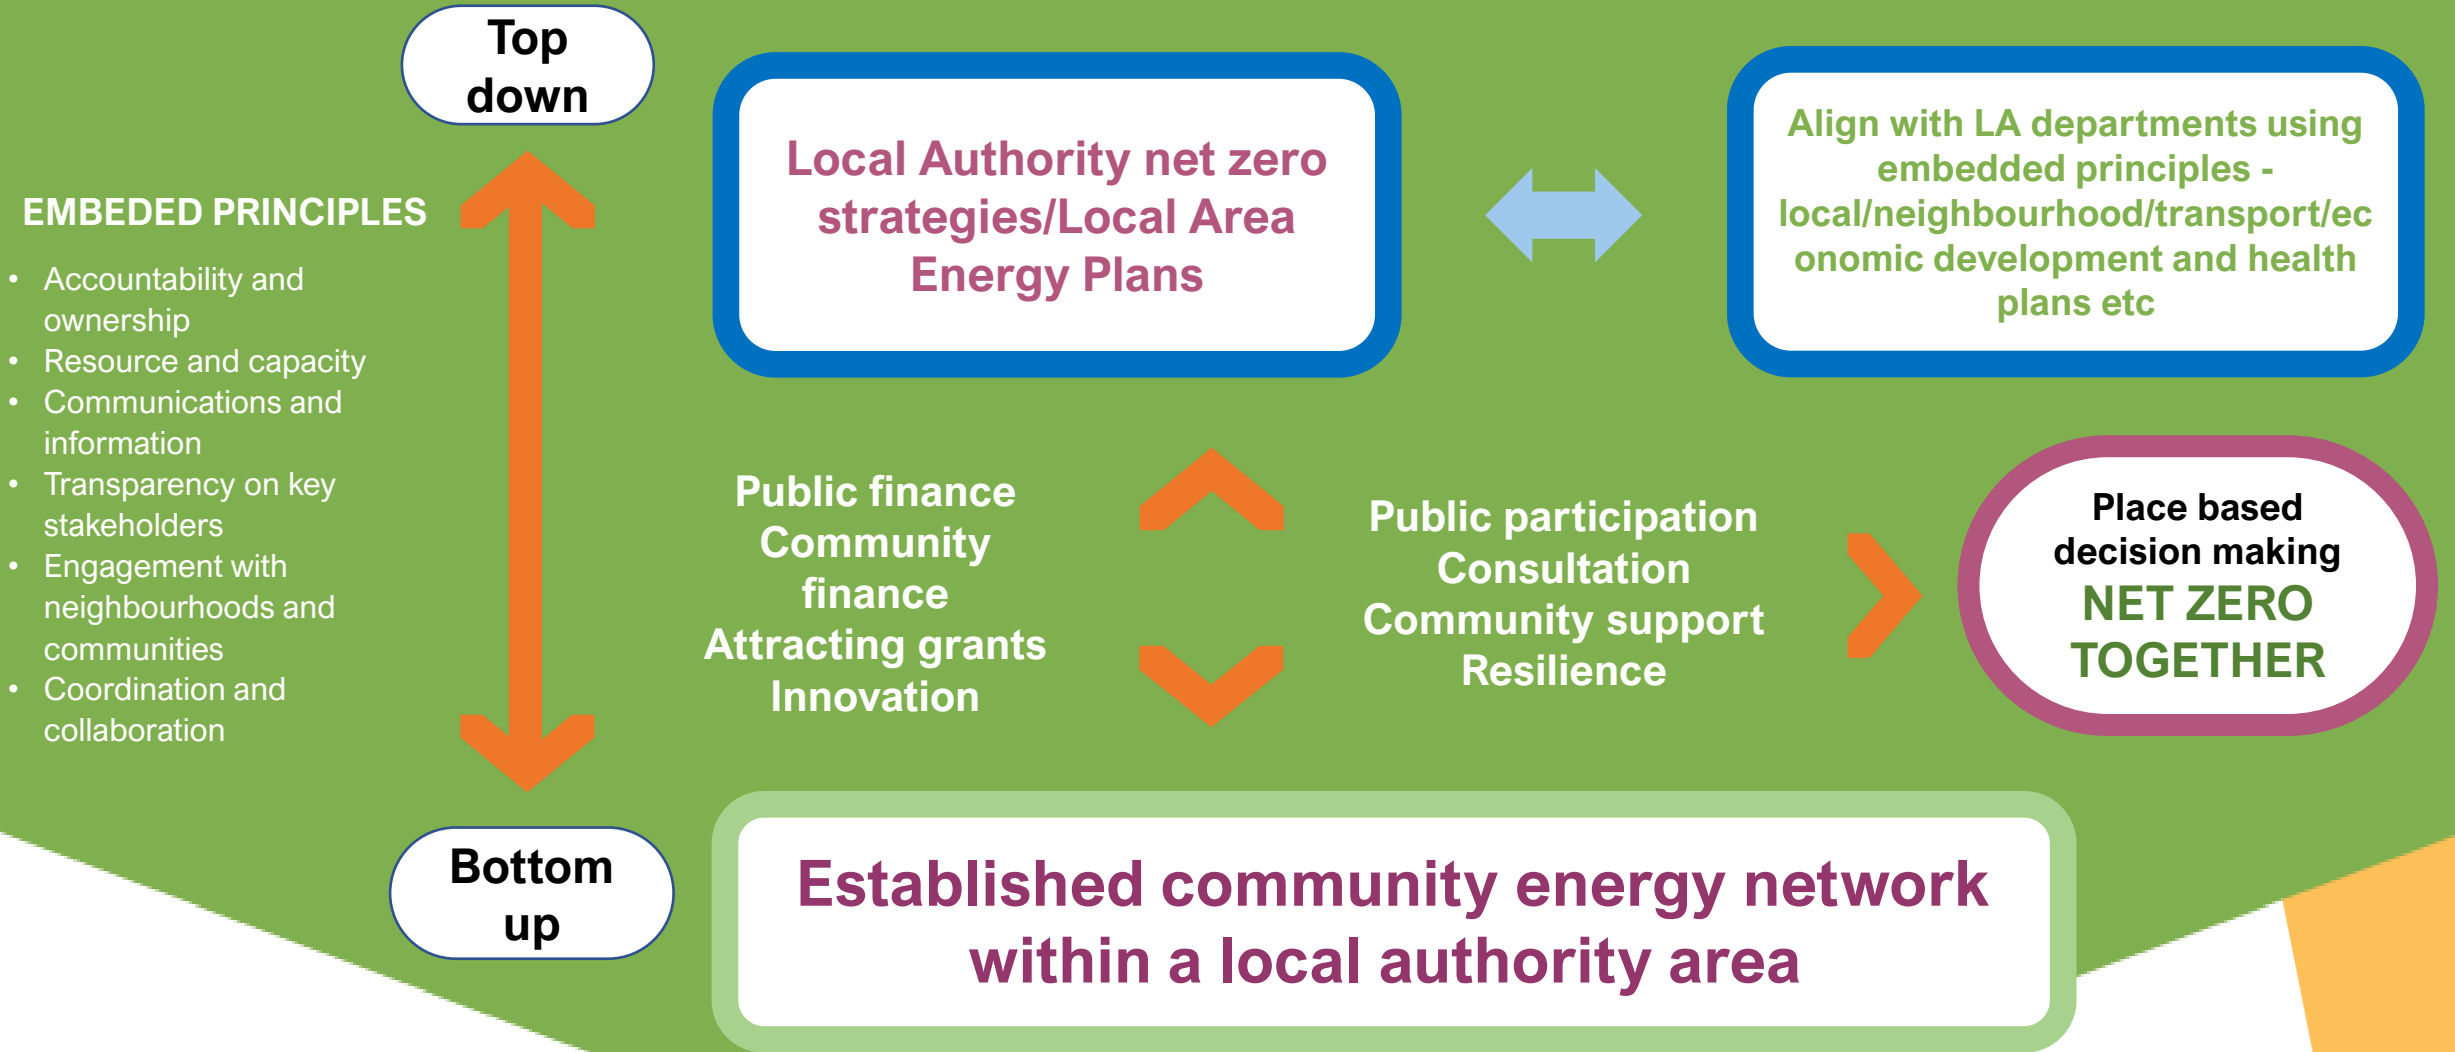 Top
down
EMBEDED PRINCIPLES
• Accountability and
ownership
• Resource and capacity
• Communications and
information
• Transparency on key
stakeholders
• Engagement with
neighbourhoods and
communities
• Coordination and
collaboration
Bottom
up
Local Authority net zero
strategies/Local Area
Energy Plans
Align with LA departments using
embedded principles -
local/neighbourhood/transport/ec
onomic development and health
plans etc
Public finance
Community
finance
Attracting grants
Innovation
Public participation
Consultation
Community support
Resilience
Place based
decision making
NET ZERO
TOGETHER
Established community energy network
within a local authority area